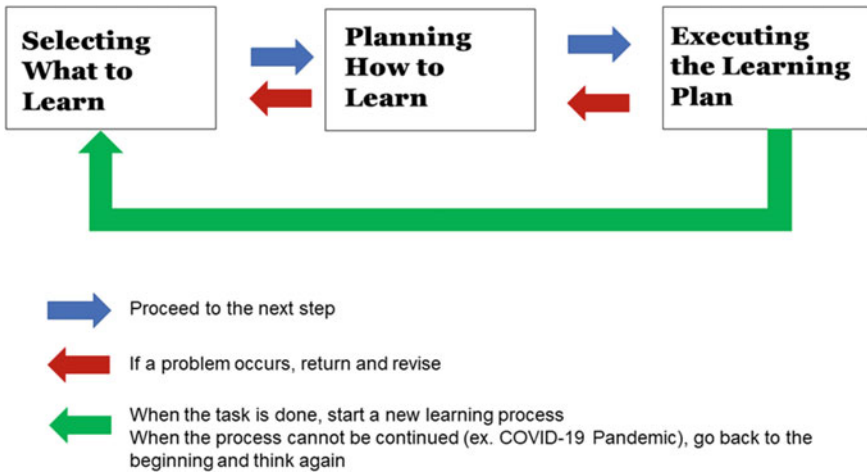 Selecting
What to
Learn
Planning
How to
Learn
Executing
the Learning
Plan
Proceed to the next step
If a problem occurs, return and revise
When the task is done, start a new learning process
When the process cannot be continued (ex. COVID-19 Pandemic), go back to the
beginning and think again